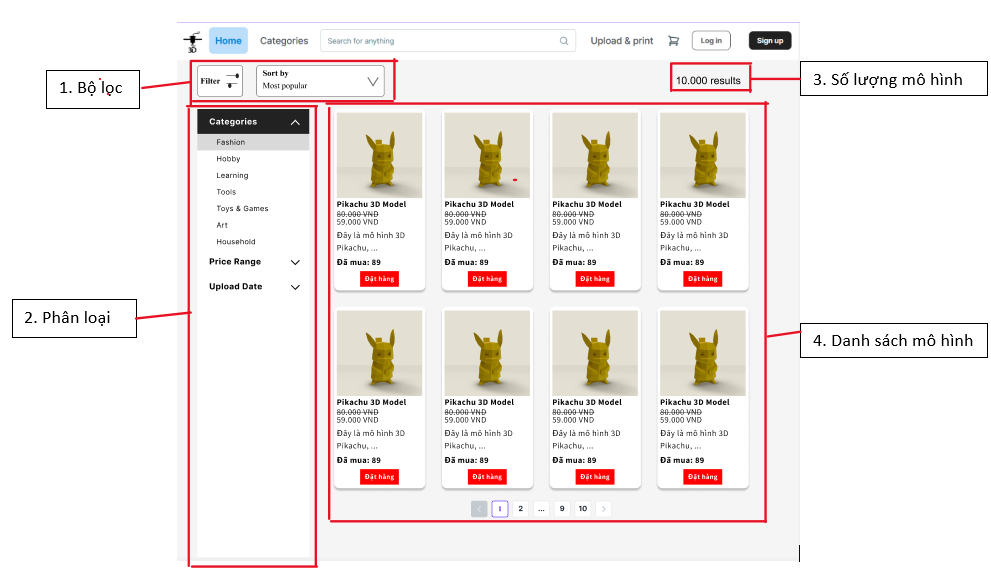 3D
Home
Categories
Search for anything
Upload & print
Log in
Sign up
1. Bộ lọc
Filter
Sort by
Most popular
10.000 results
3. Số lượng mô hình
Categories
Fashion
Hobby
Learning
Tools
Toys & Games
Art
Household
Price Range
Upload Date
2. Phân loại
Pikachu 3D Model
80.000 VND
59.000 VND
Đây là mô hình 3D
Pikachu, ...
Đã mua: 89
Đặt hàng
Pikachu 3D Model
80.000 VND
59.000 VND
Đây là mô hình 3D
Pikachu, ...
Đã mua: 89
Đặt hàng
Pikachu 3D Model
80.000 VND
59.000 VND
Đây là mô hình 3D
Pikachu, ...
Đã mua: 89
Đặt hàng
Pikachu 3D Model
80.000 VND
59.000 VND
Đây là mô hình 3D
Pikachu, ...
Đã mua: 89
Đặt hàng
4. Danh sách mô hình
Pikachu 3D Model
80.000 VND
59.000 VND
Đây là mô hình 3D
Pikachu, ...
Đã mua: 89
Đặt hàng
Pikachu 3D Model
80.000 VND
59.000 VND
Đây là mô hình 3D
Pikachu, ...
Đã mua: 89
Đặt hàng
Pikachu 3D Model
80.000 VND
59.000 VND
Đây là mô hình 3D
Pikachu, ...
Đã mua: 89
Đặt hàng
Pikachu 3D Model
80.000 VND
59.000 VND
Đây là mô hình 3D
Pikachu, ...
Đã mua: 89
Đặt hàng
< 1 2 ... 9 10 >